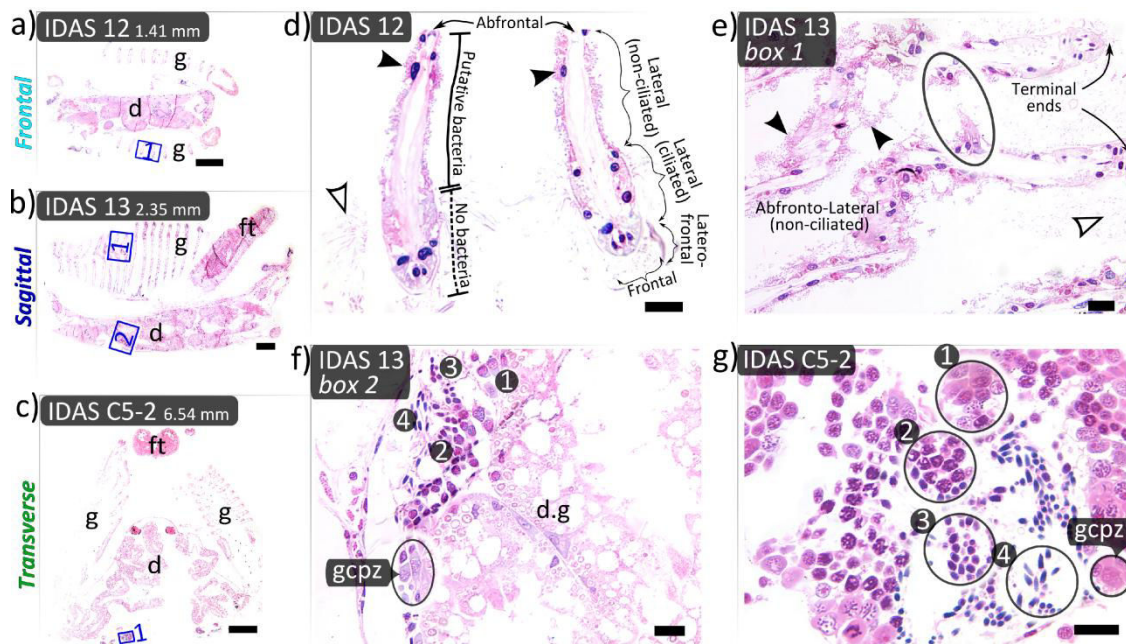 a) IDAS 12 1.41 mm
g
d
1
g
Frontal
b) IDAS 13 2.35 mm
1
g
ft
2
d
Sagittal
c) IDAS C5-2 6.54 mm
ft
g
g
d
1
Transverse
d) IDAS 12
Abfrontal
Putative bacteria
No bacteria
Lateral
(non-ciliated)
Lateral
(ciliated)
Latero-
frontal
Frontal
e) IDAS 13
box 1
Terminal
ends
Abfronto-Lateral
(non-ciliated)
f) IDAS 13
box 2
3
1
4
2
d.g
gcpz
g) IDAS C5-2
1
2
3
4
gcpz